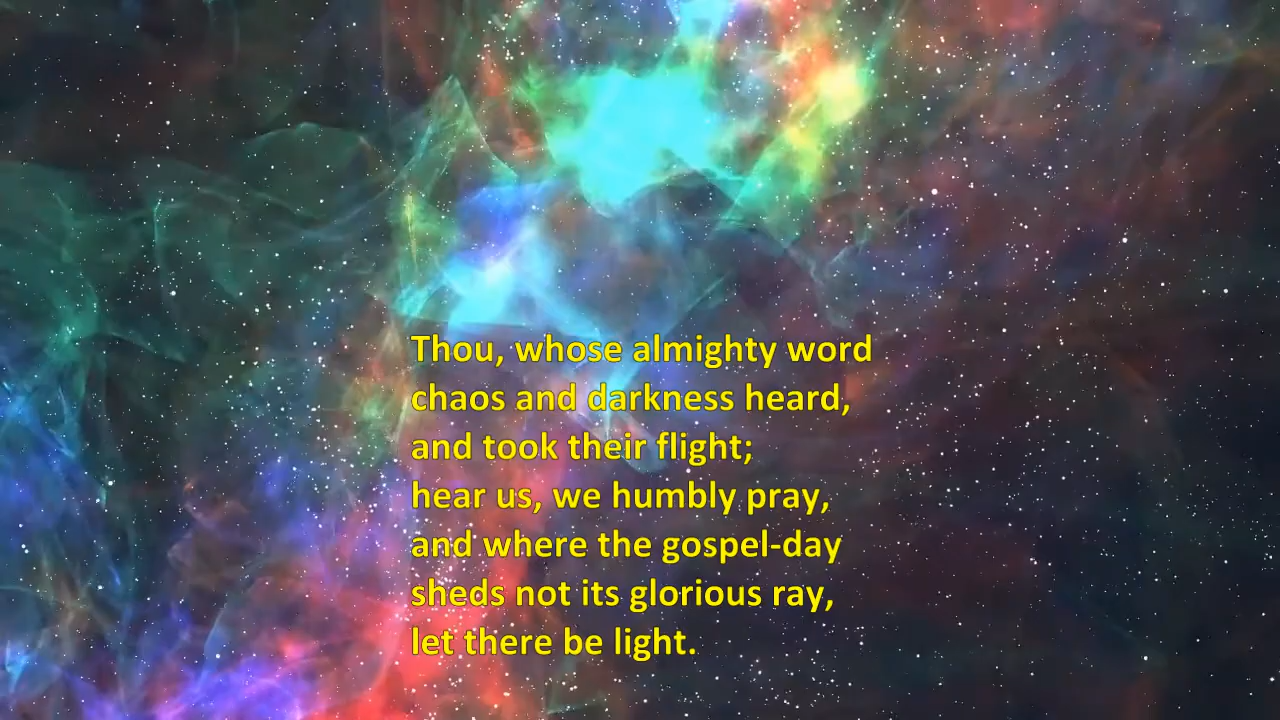 Thou, whose almighty word
chaos and darkness heard,
and took their flight;
hear us, we humbly pray,
and where the gospel-day
sheds not its glorious ray,
let there be light.